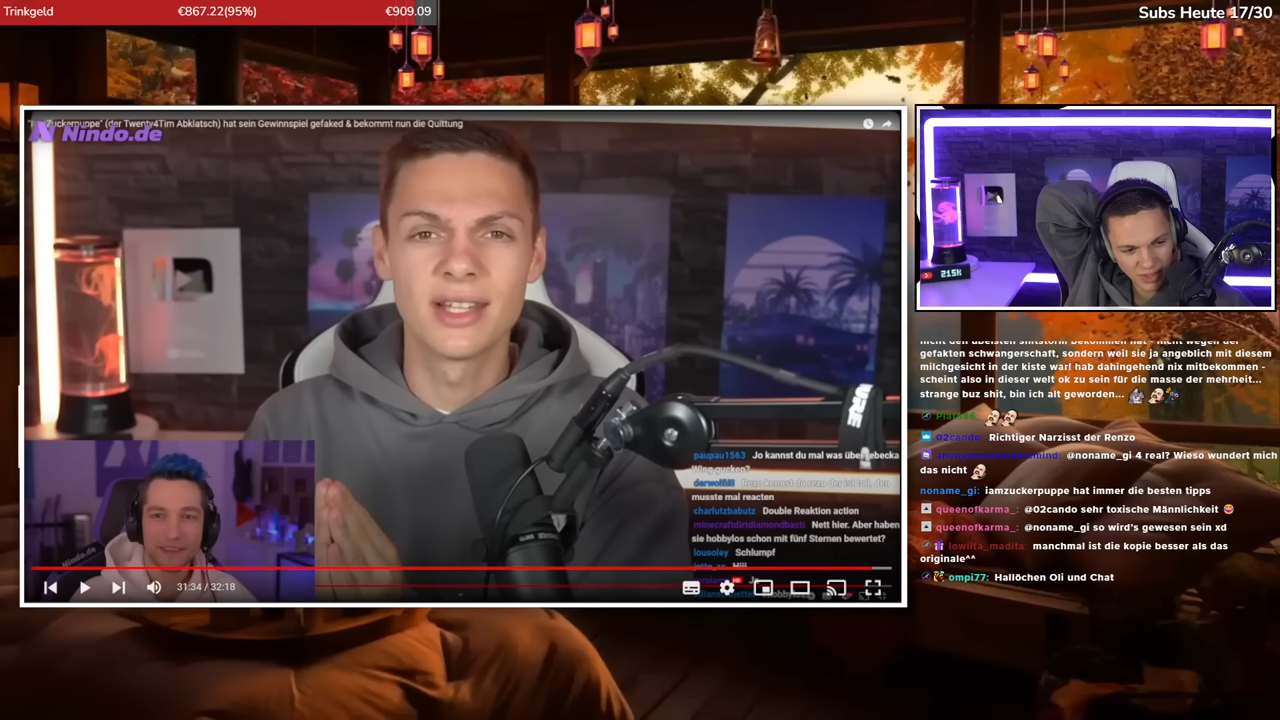 Trinkgeld €867.22(95%) €909.09
Subs Heute 17/30
Zuckerpuppe" (der Twenty4Tim Abklatsch) hat sein Gewinnspiel gefaked & bekommt nun die Quittung
Nindo.de
215K
gefakten schwangerschaft, sondern weil sie ja angeblich mit diesem
milchgesicht in der kiste war! hab dahingehend nix mitbekommen -
scheint also in dieser welt ok zu sein für die masse der mehrheit...
strange buz shit, bin ich alt geworden...
02cando: Richtiger Narzisst der Renzo
@noname_gi 4 real? Wieso wundert mich
das nicht
noname_gi: iamzuckerpuppe hat immer die besten tipps
queenofkarma_: @02cando sehr toxische Männlichkeit
queenofkarma_: @noname_gi so wird's gewesen sein xd
lowlita_madita: manchmal ist die kopie besser als das
originale^^
ompi77: Hallöchen Oli und Chat
paupau1563 Jo kannst du mal was über
musste mal reacten
charlutzbabutz Double Reaktion action
minecraftdirtdiamondbasti Nett hier. Aber haben
sie hobbylos schon mit fünf Sternen bewertet?
lousoley Schlumpf
Nindo.de
31:34 / 32:18